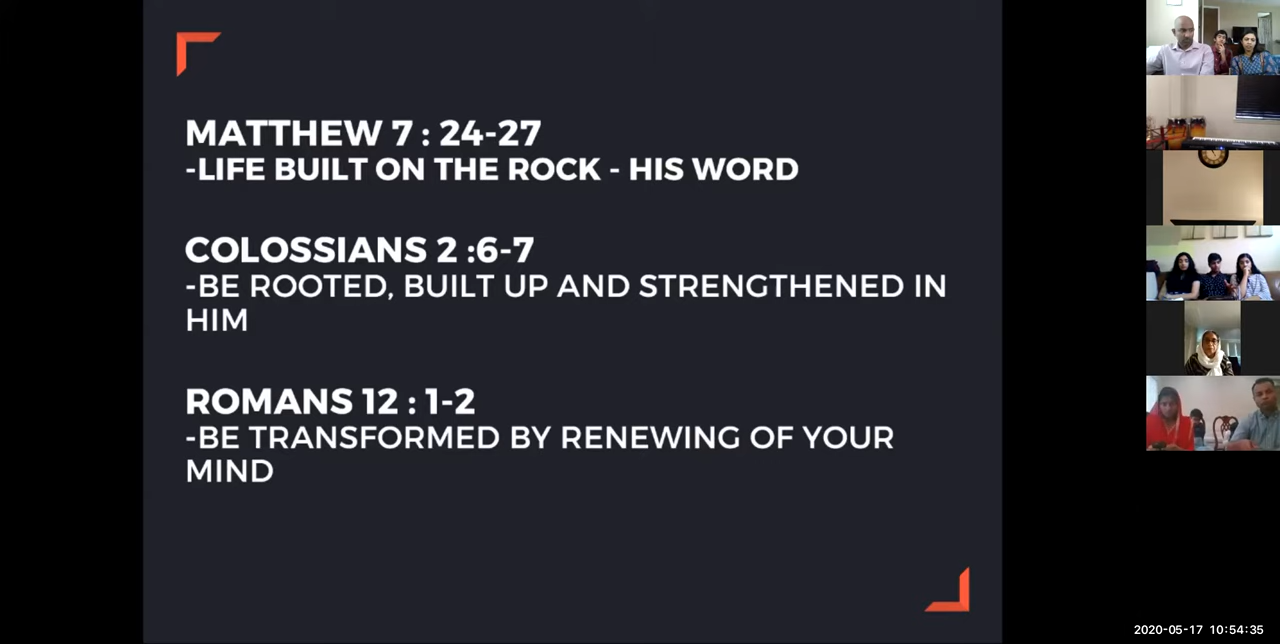 MATTHEW 7 : 24-27
-LIFE BUILT ON THE ROCK - HIS WORD
COLOSSIANS 2 :6-7
-BE ROOTED, BUILT UP AND STRENGTHENED IN
HIM
ROMANS 12 : 1-2
-BE TRANSFORMED BY RENEWING OF YOUR
MIND
2020-05-17 10:54:35